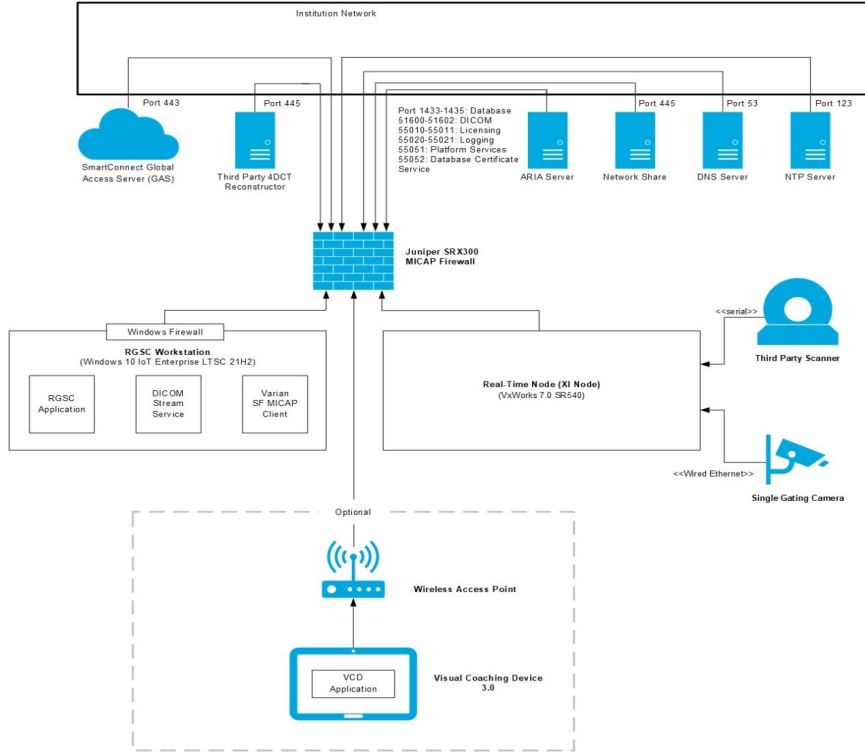 Institution Network
Port 443
Port 445
Port 1433-1435: Database
51600-51602: DICOM
55010-55011: Licensing
55020-55021: Logging
55051: Platform Services
55052: Database Certificate
Service
Port 445
Port 53
Port 123
SmartConnect Global
Access Server (GAS)
Third Party 4DCT
Reconstructor
ARIA Server
Network Share
DNS Server
NTP Server
Juniper SRX300
MICAP Firewall
Windows Firewall
RGSC Workstation
(Windows 10 IoT Enterprise LTSC 21H2)
RGSC
Application
DICOM
Stream
Service
Varian
SF MICAP
Client
Real-Time Node (XI Node)
(VxWorks 7.0 SR540)
<<serial>>
Third Party Scanner
<<Wired Ethernet>>
Single Gating Camera
Optional
Wireless Access Point
VCD
Application
Visual Coaching Device
3.0